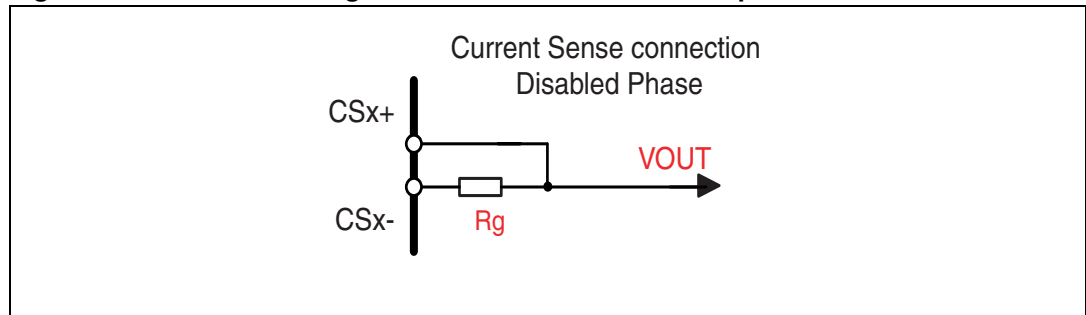 Current Sense connection
Disabled Phase
CSx+
VOUT
CSx-
Rg